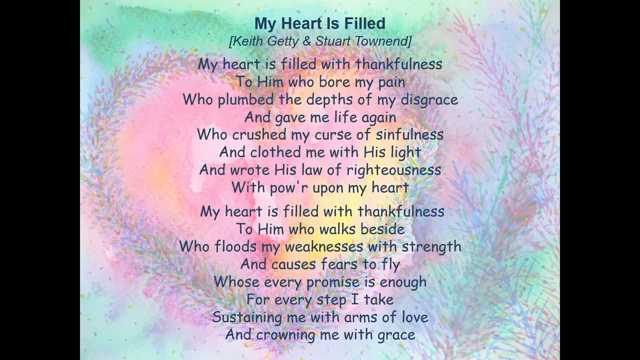 My Heart Is Filled
[Keith Getty & Stuart Townend]
My heart is filled with thankfulness
To Him who bore my pain
Who plumbed the depths of my disgrace
And gave me life again
Who crushed my curse of sinfulness
And clothed me with His light
And wrote His law of righteousness
With pow'r upon my heart
My heart is filled with thankfulness
To Him who walks beside
Who floods my weaknesses with strength
And causes fears to fly
Whose every promise is enough
For every step I take
Sustaining me with arms of love
And crowning me with grace